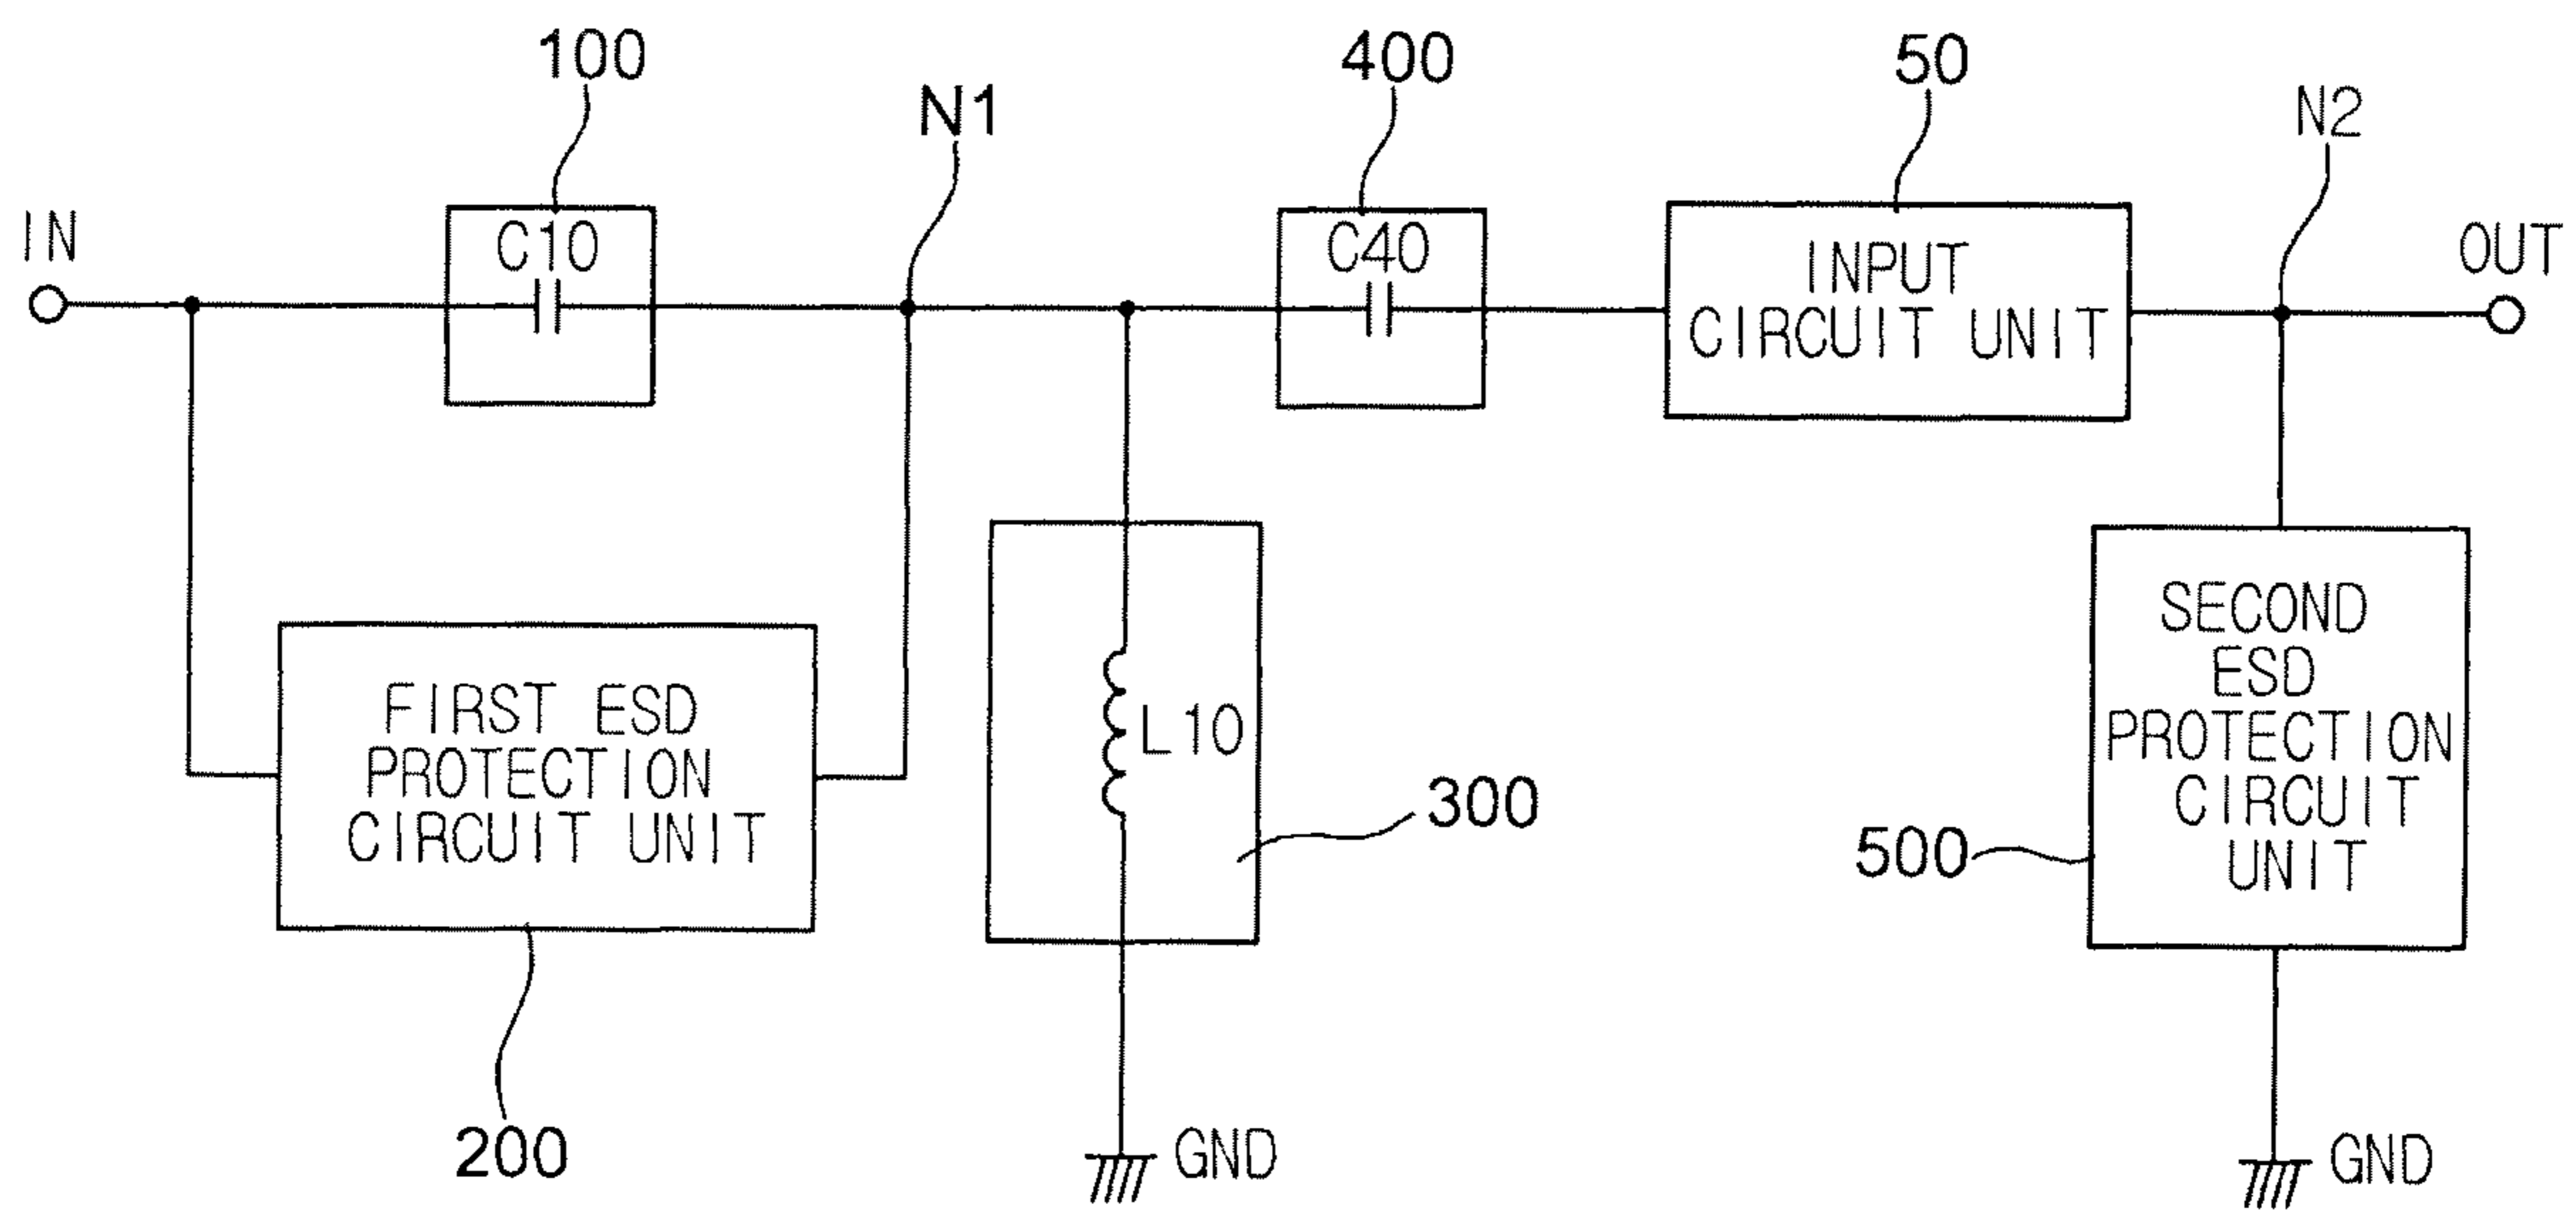 100
400
50
N1
N2
IN
C10
C40
INPUT
CIRCUIT UNIT
OUT
FIRST ESD
PROTECTION
CIRCUIT UNIT
L10
300
SECOND
ESD
PROTECTION
CIRCUIT
UNIT
500
200
GND
GND